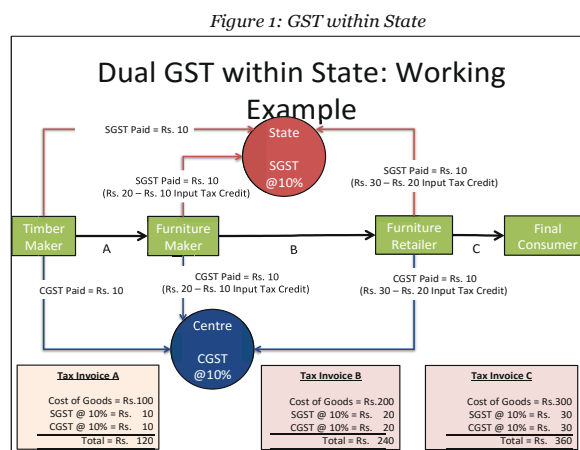 Figure 1: GST within State
Dual GST within State: Working
Example
SGST Paid = Rs. 10
State
SGST
@10%
SGST Paid = Rs. 10
(Rs. 20 – Rs. 10 Input Tax Credit)
SGST Paid = Rs. 10
(Rs. 30 – Rs. 20 Input Tax Credit)
Timber
Maker
A
Furniture
Maker
B
Furniture
Retailer
C
Final
Consumer
CGST Paid = Rs. 10
CGST Paid = Rs. 10
(Rs. 20 – Rs. 10 Input Tax Credit)
CGST Paid = Rs. 10
(Rs. 30 – Rs. 20 Input Tax Credit)
Centre
CGST
@10%
Tax Invoice A
Cost of Goods = Rs.100
SGST @ 10% = Rs. 10
CGST @ 10% = Rs. 10
Total = Rs. 120
Tax Invoice B
Cost of Goods = Rs.200
SGST @ 10% = Rs. 20
CGST @ 10% = Rs. 20
Total = Rs. 240
Tax Invoice C
Cost of Goods = Rs.300
SGST @ 10% = Rs. 30
CGST @ 10% = Rs. 30
Total = Rs. 360